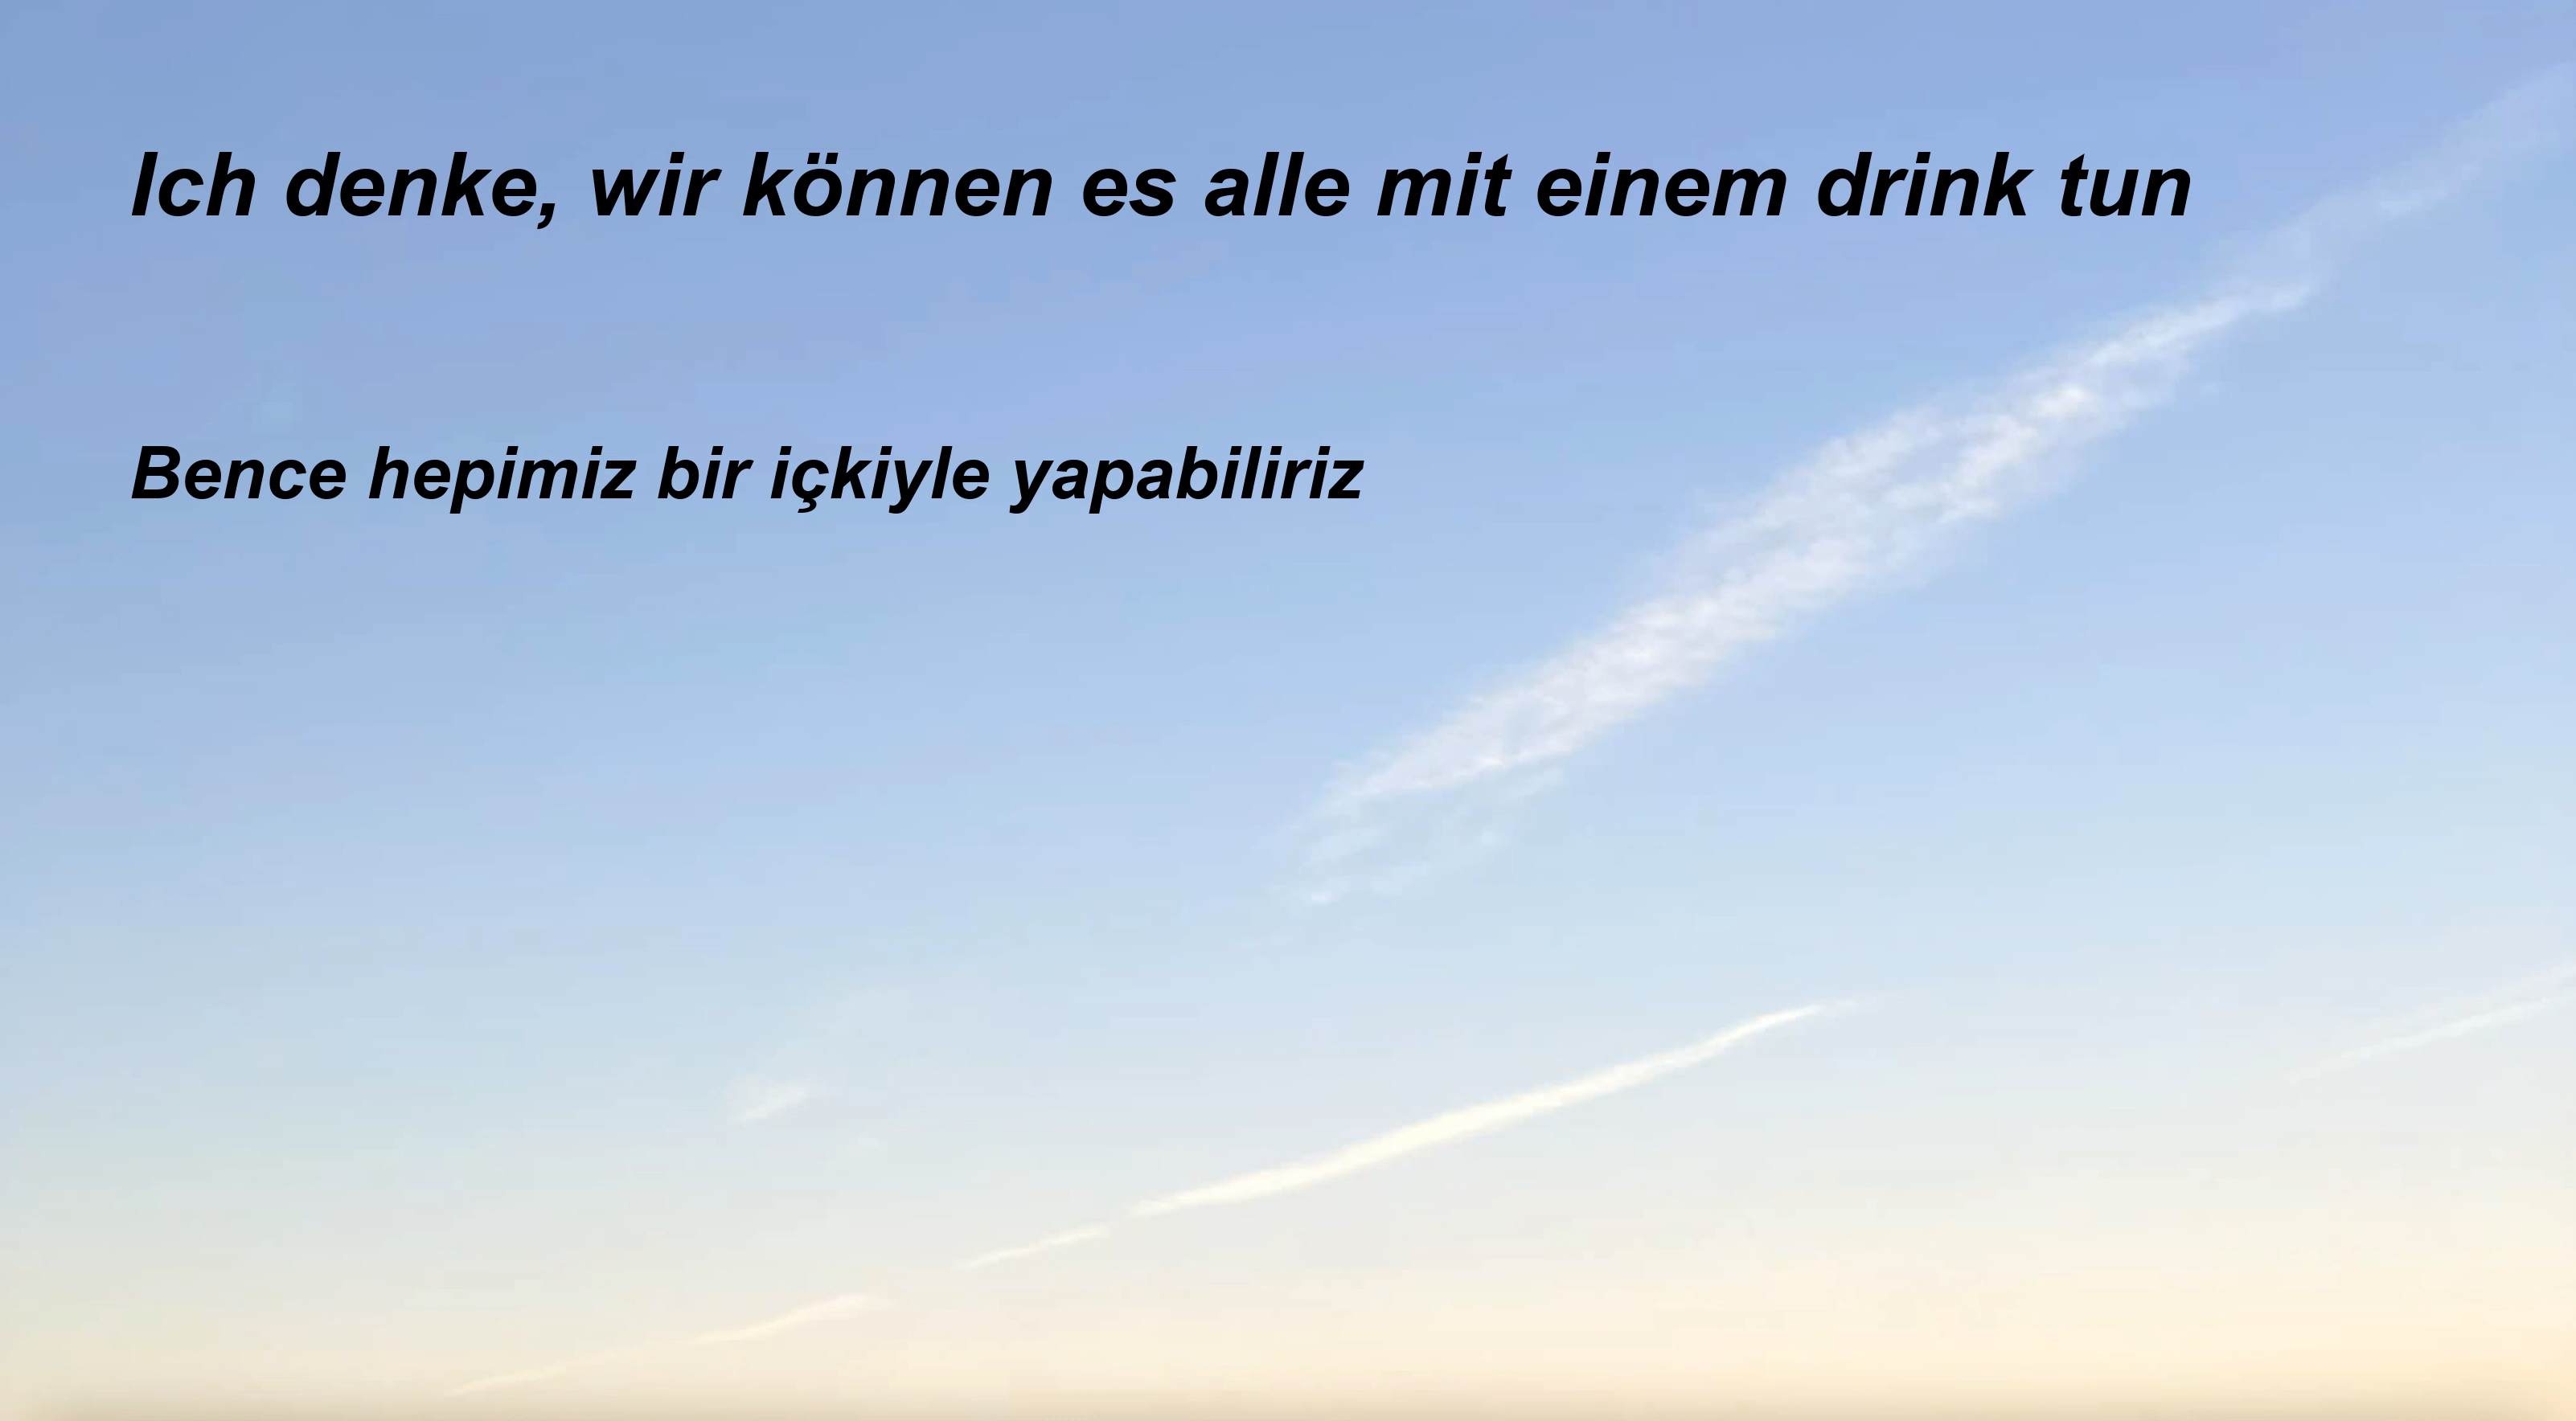 Ich denke, wir können es alle mit einem drink tun
Bence hepimiz bir içkiyle yapabiliriz